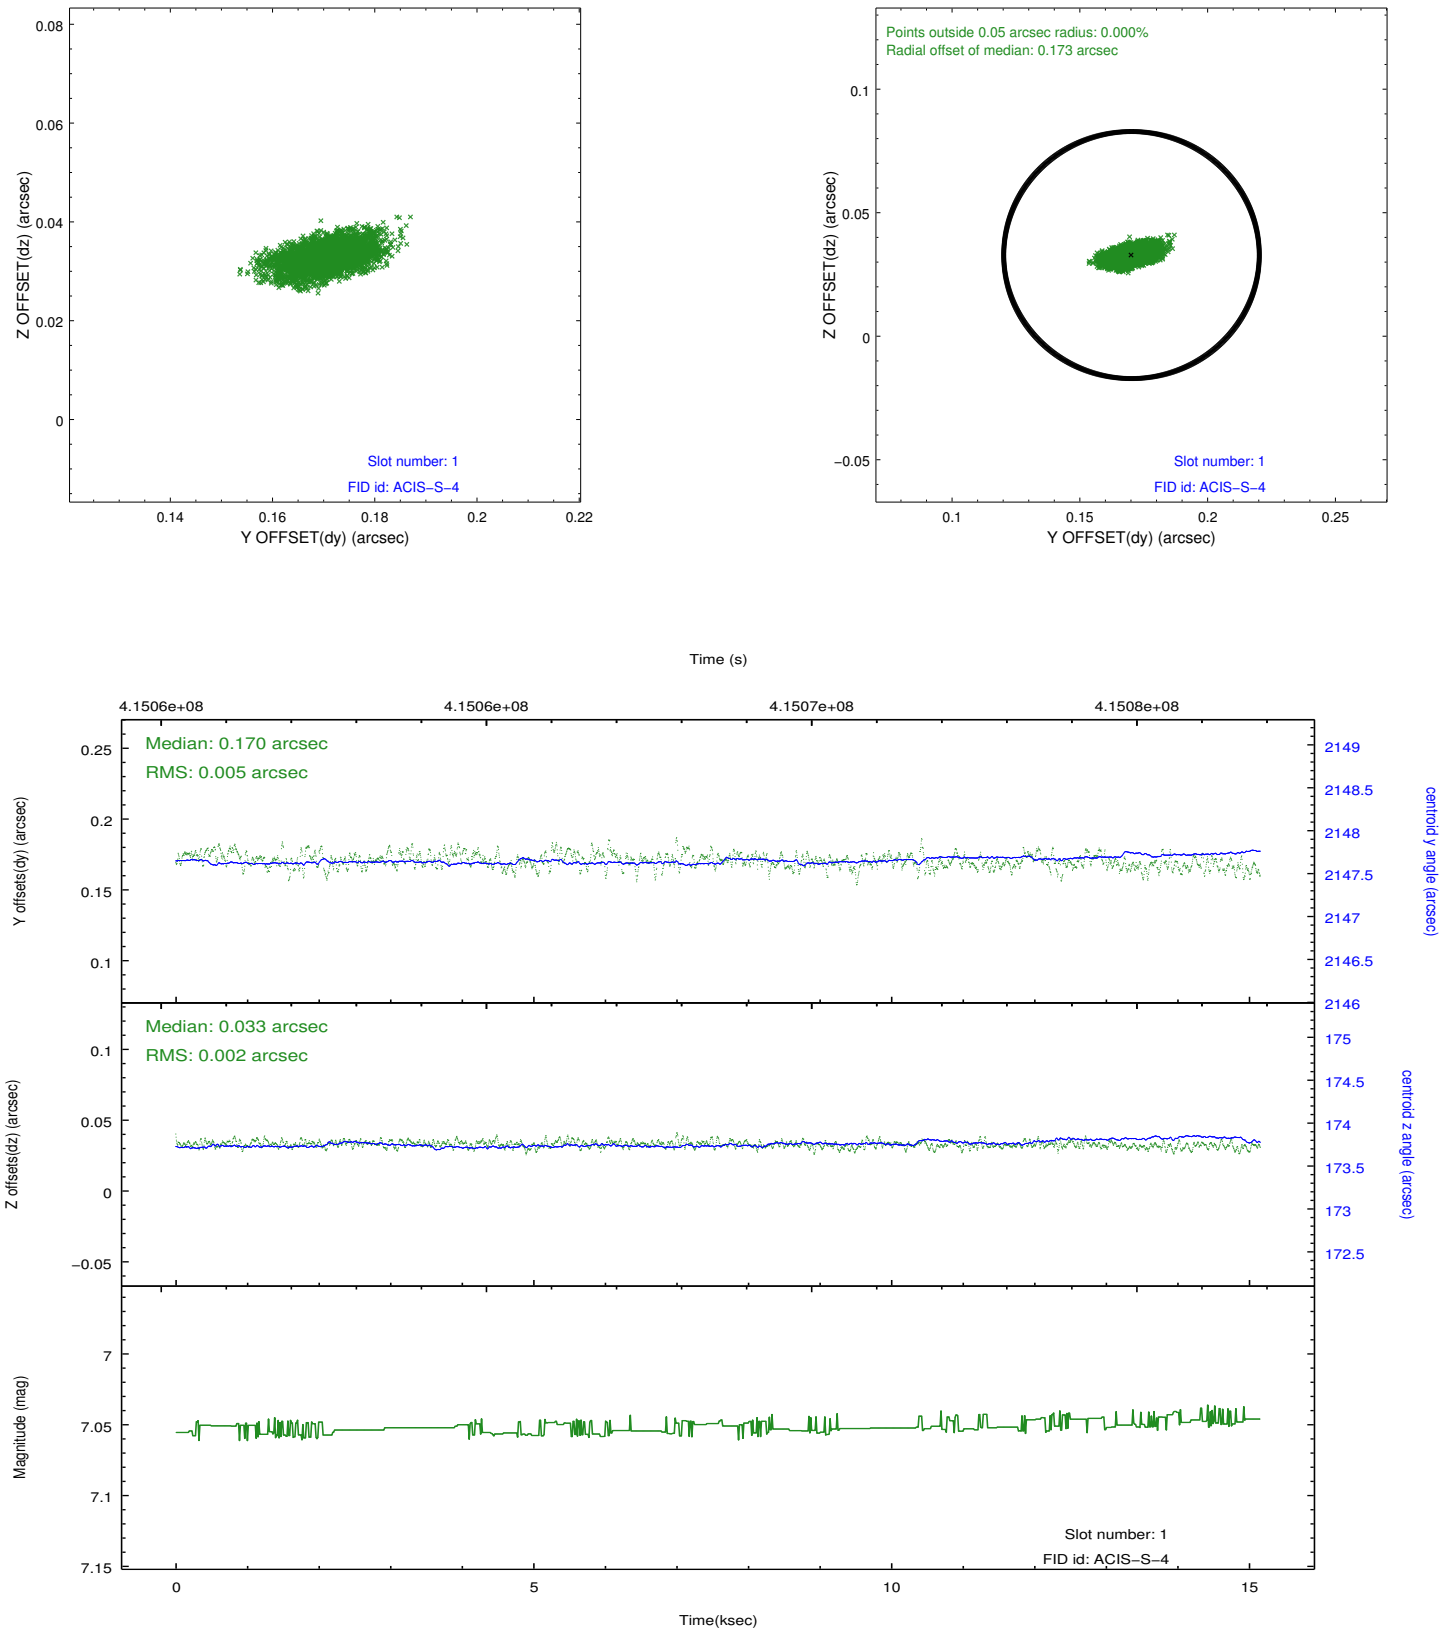 0.08
0.06
0.04
0.02
0
Z OFFSET(dz) (arcsec)
Slot number: 1
FID id: ACIS−S−4
0.14 0.16 0.18 0.2 0.22
Y OFFSET(dy) (arcsec)
Points outside 0.05 arcsec radius: 0.000%
Radial offset of median: 0.173 arcsec
0.1
0.05
0
−0.05
Z OFFSET(dz) (arcsec)
Slot number: 1
FID id: ACIS−S−4
0.1 0.15 0.2 0.25
Y OFFSET(dy) (arcsec)
Time (s)
4.1506e+08 4.1506e+08 4.1507e+08 4.1508e+08
Median: 0.170 arcsec
RMS: 0.005 arcsec
0.25
0.2
0.15
0.1
Y offsets(dy) (arcsec)
2149
2148.5
2148
2147.5
2147
2146.5
2146
centroid y angle (arcsec)
Median: 0.033 arcsec
RMS: 0.002 arcsec
0.1
0.05
0
−0.05
Z offsets(dz) (arcsec)
175
174.5
174
173.5
173
172.5
centroid z angle (arcsec)
7
7.05
7.1
7.15
Magnitude (mag)
Slot number: 1
FID id: ACIS−S−4
0 5 10 15
Time(ksec)